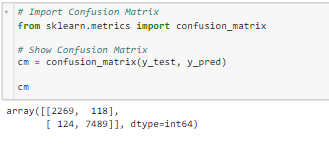 # Import Confusion Matrix
from sklearn.metrics import confusion_matrix
# Show Confusion Matrix
cm = confusion_matrix(y_test, y_pred)
cm
array([[2269,  118],
       [ 124, 7489]], dtype=int64)